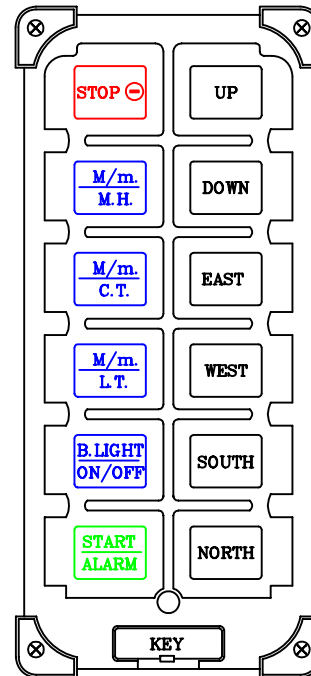 STOP ⊖
UP
M/m.
M.H.
DOWN
M/m.
C.T.
EAST
M/m.
L.T.
WEST
B.LIGHT
ON/OFF
SOUTH
START
ALARM
NORTH
KEY